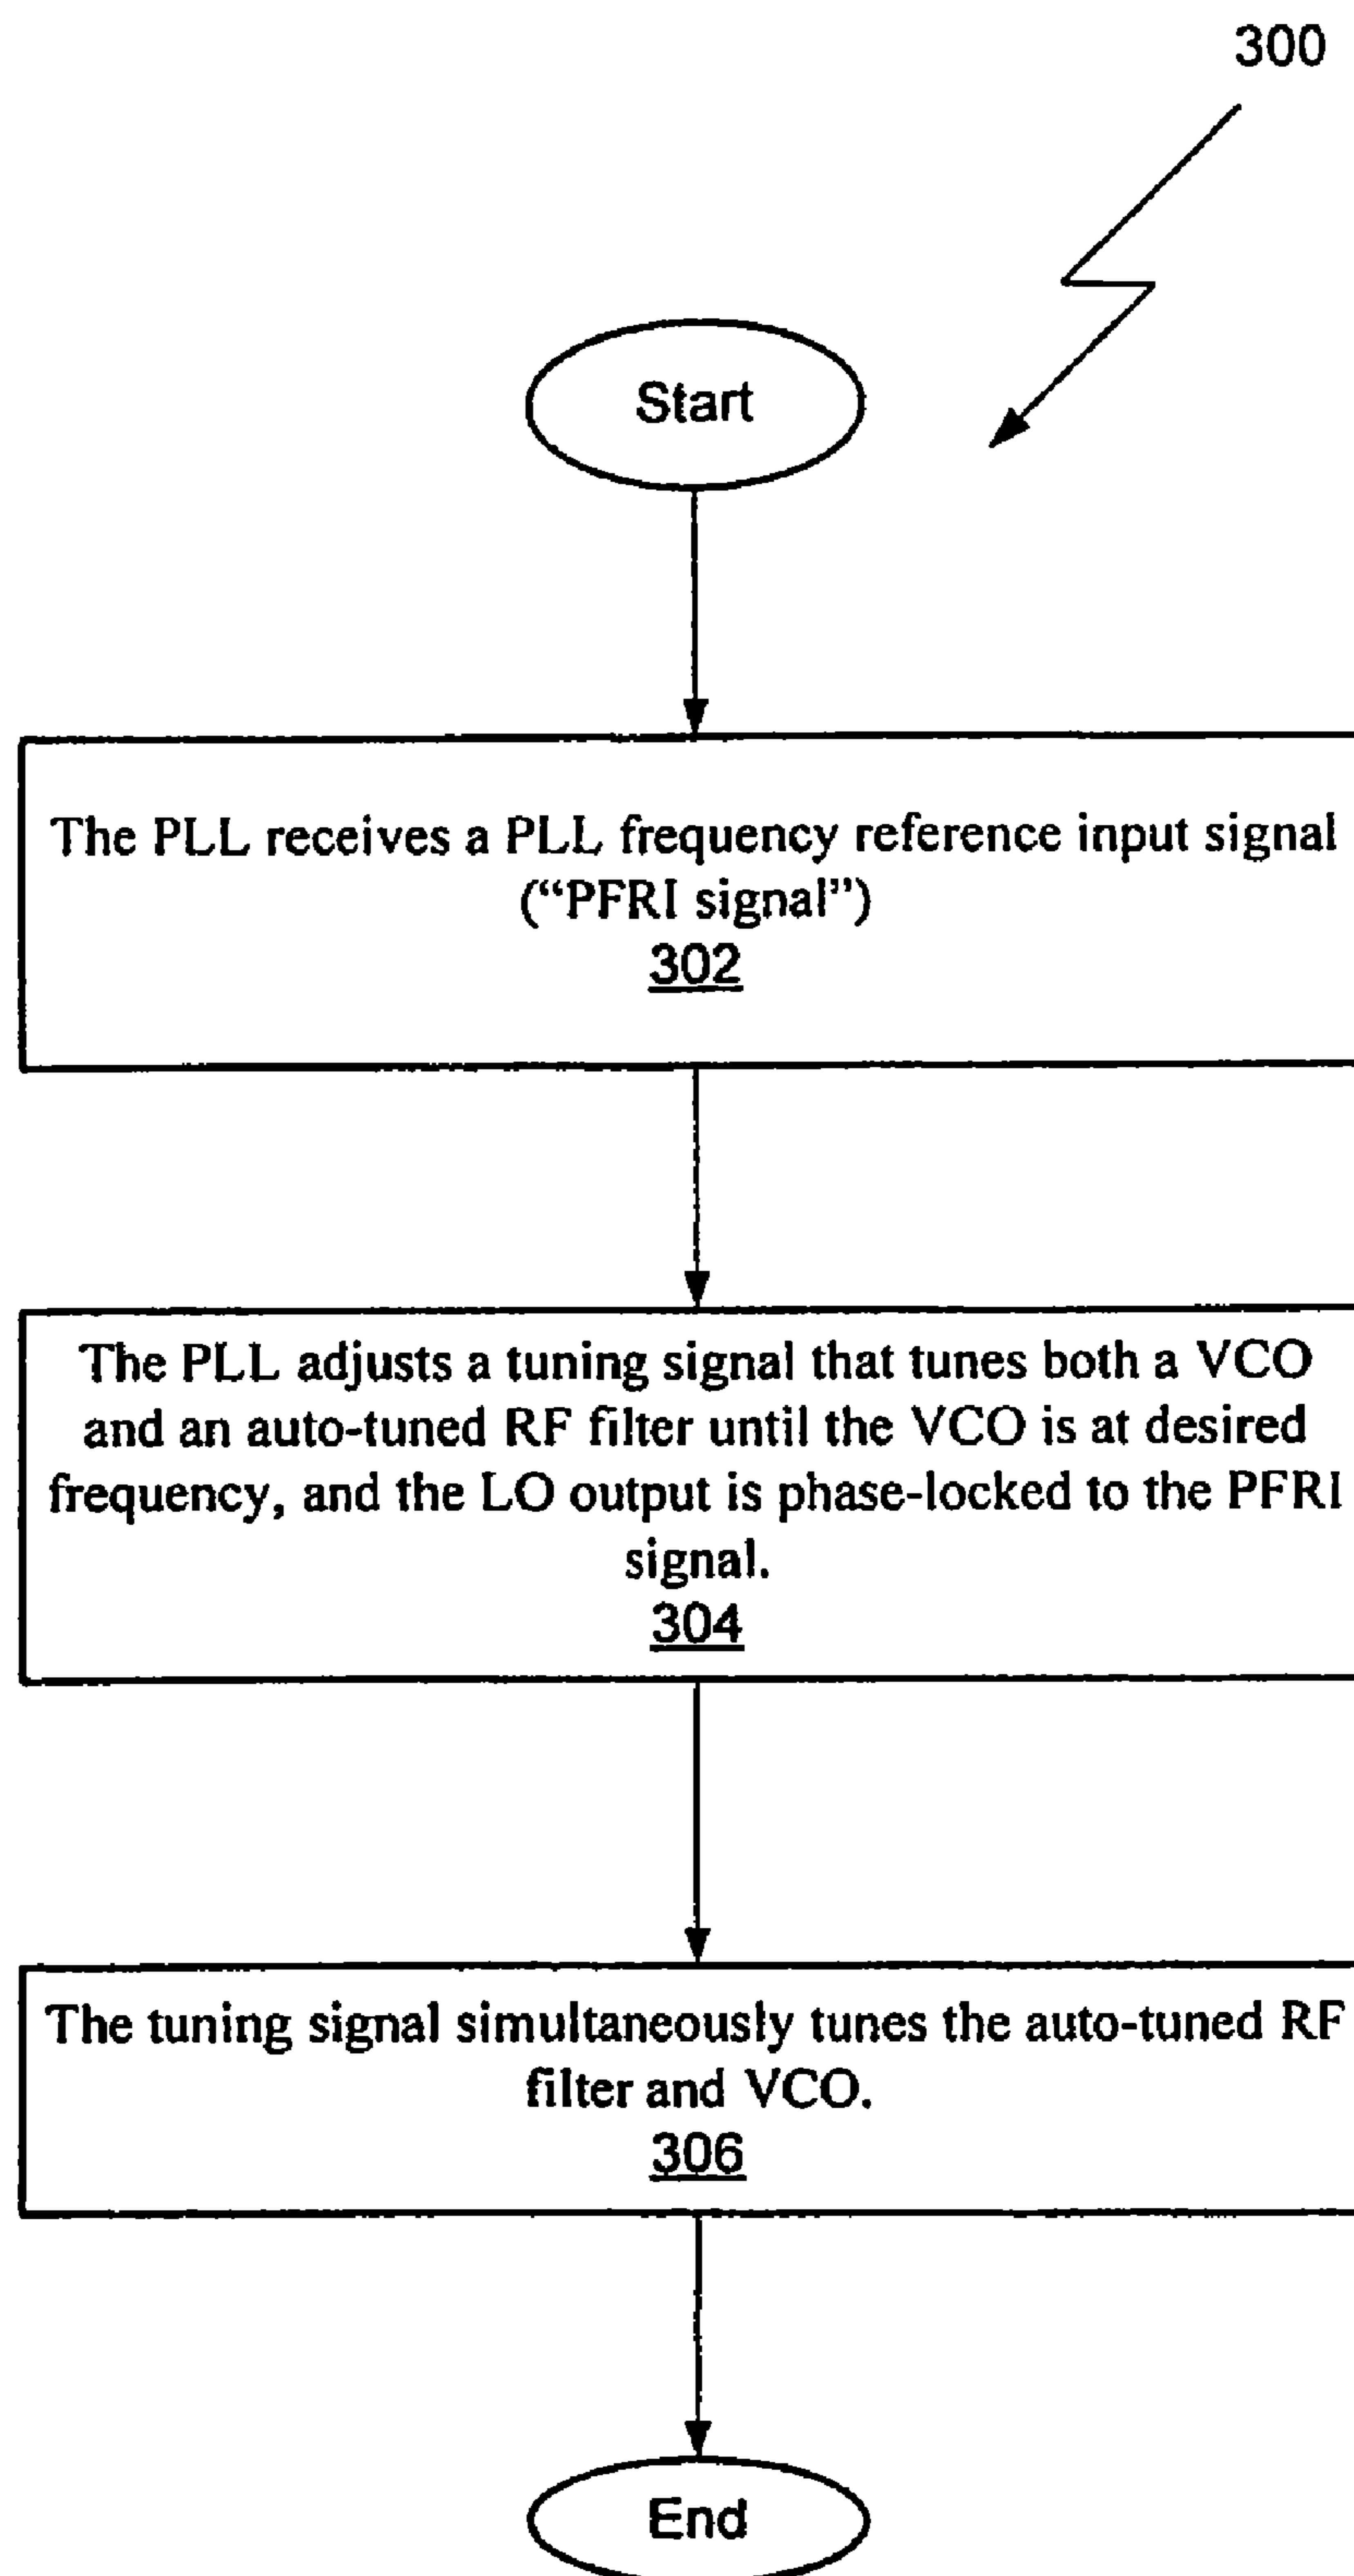 300
Start
The PLL receives a PLL frequency reference input signal
(“PFRI signal”)
302
The PLL adjusts a tuning signal that tunes both a VCO
and an auto-tuned RF filter until the VCO is at desired
frequency, and the LO output is phase-locked to the PFRI
signal.
304
The tuning signal simultaneously tunes the auto-tuned RF
filter and VCO.
306
End